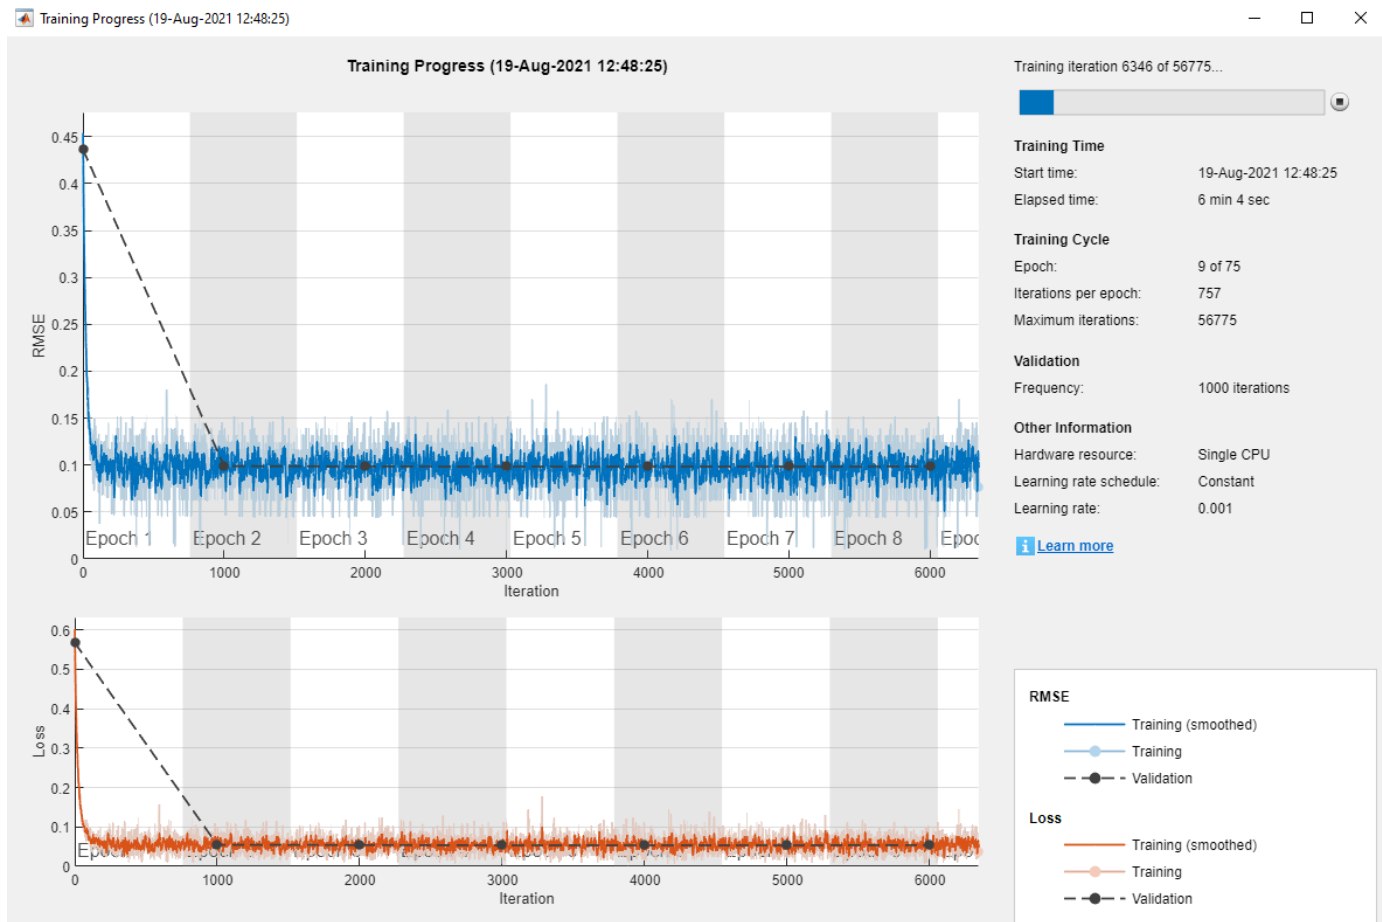 Training Progress (19-Aug-2021 12:48:25)
Training Progress (19-Aug-2021 12:48:25)
0.45
0.4
0.35
0.3
0.25
0.2
0.15
0.1
0.05
0
RMSE
Epoch 1
Epoch 2
Epoch 3
Epoch 4
Epoch 5
Epoch 6
Epoch 7
Epoch 8
Epoc
0 1000 2000 3000 4000 5000 6000
Iteration
0.6
0.5
0.4
0.3
0.2
0.1
0
Loss
0 1000 2000 3000 4000 5000 6000
Iteration
Training iteration 6346 of 56775...
Training Time
Start time: 19-Aug-2021 12:48:25
Elapsed time: 6 min 4 sec
Training Cycle
Epoch: 9 of 75
Iterations per epoch: 757
Maximum iterations: 56775
Validation
Frequency: 1000 iterations
Other Information
Hardware resource: Single CPU
Learning rate schedule: Constant
Learning rate: 0.001
Learn more
RMSE
Training (smoothed)
Training
Validation
Loss
Training (smoothed)
Training
Validation